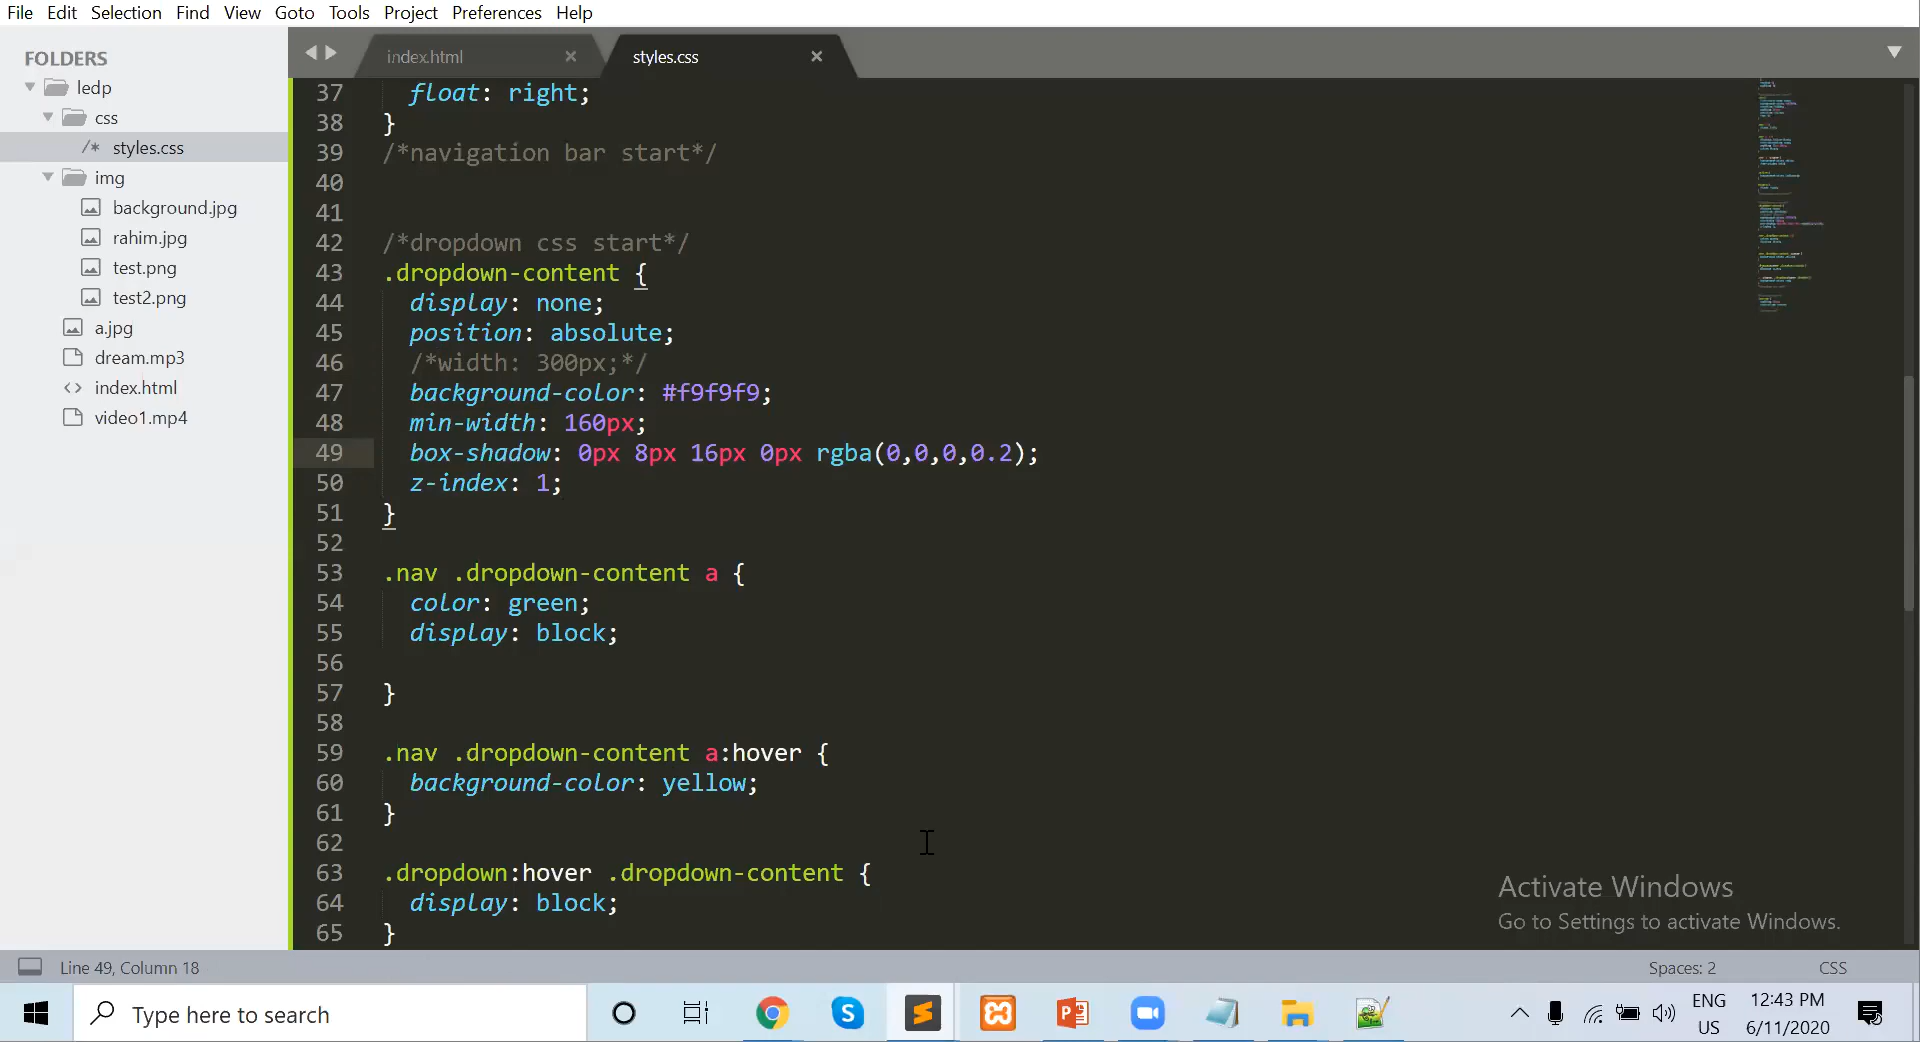 File Edit Selection Find View Goto Tools Project Preferences Help
FOLDERS
ledp
css
/* styles.css
img
background.jpg
rahim.jpg
test.png
test2.png
a.jpg
dream.mp3
<> index.html
video1.mp4
index.html × styles.css ×
37 float: right;
38 }
39 /*navigation bar start*/
40
41
42 /*dropdown css start*/
43 .dropdown-content {
44 display: none;
45 position: absolute;
46 /*width: 300px;*/
47 background-color: #f9f9f9;
48 min-width: 160px;
49 box-shadow: 0px 8px 16px 0px rgba(0,0,0,0.2);
50 z-index: 1;
51 }
52
53 .nav .dropdown-content a {
54 color: green;
55 display: block;
56
57 }
58
59 .nav .dropdown-content a:hover {
60 background-color: yellow;
61 }
62
63 .dropdown:hover .dropdown-content {
64 display: block;
65 }
Activate Windows
Go to Settings to activate Windows.
Line 49, Column 18 Spaces: 2 CSS
Type here to search
ENG
US
12:43 PM
6/11/2020